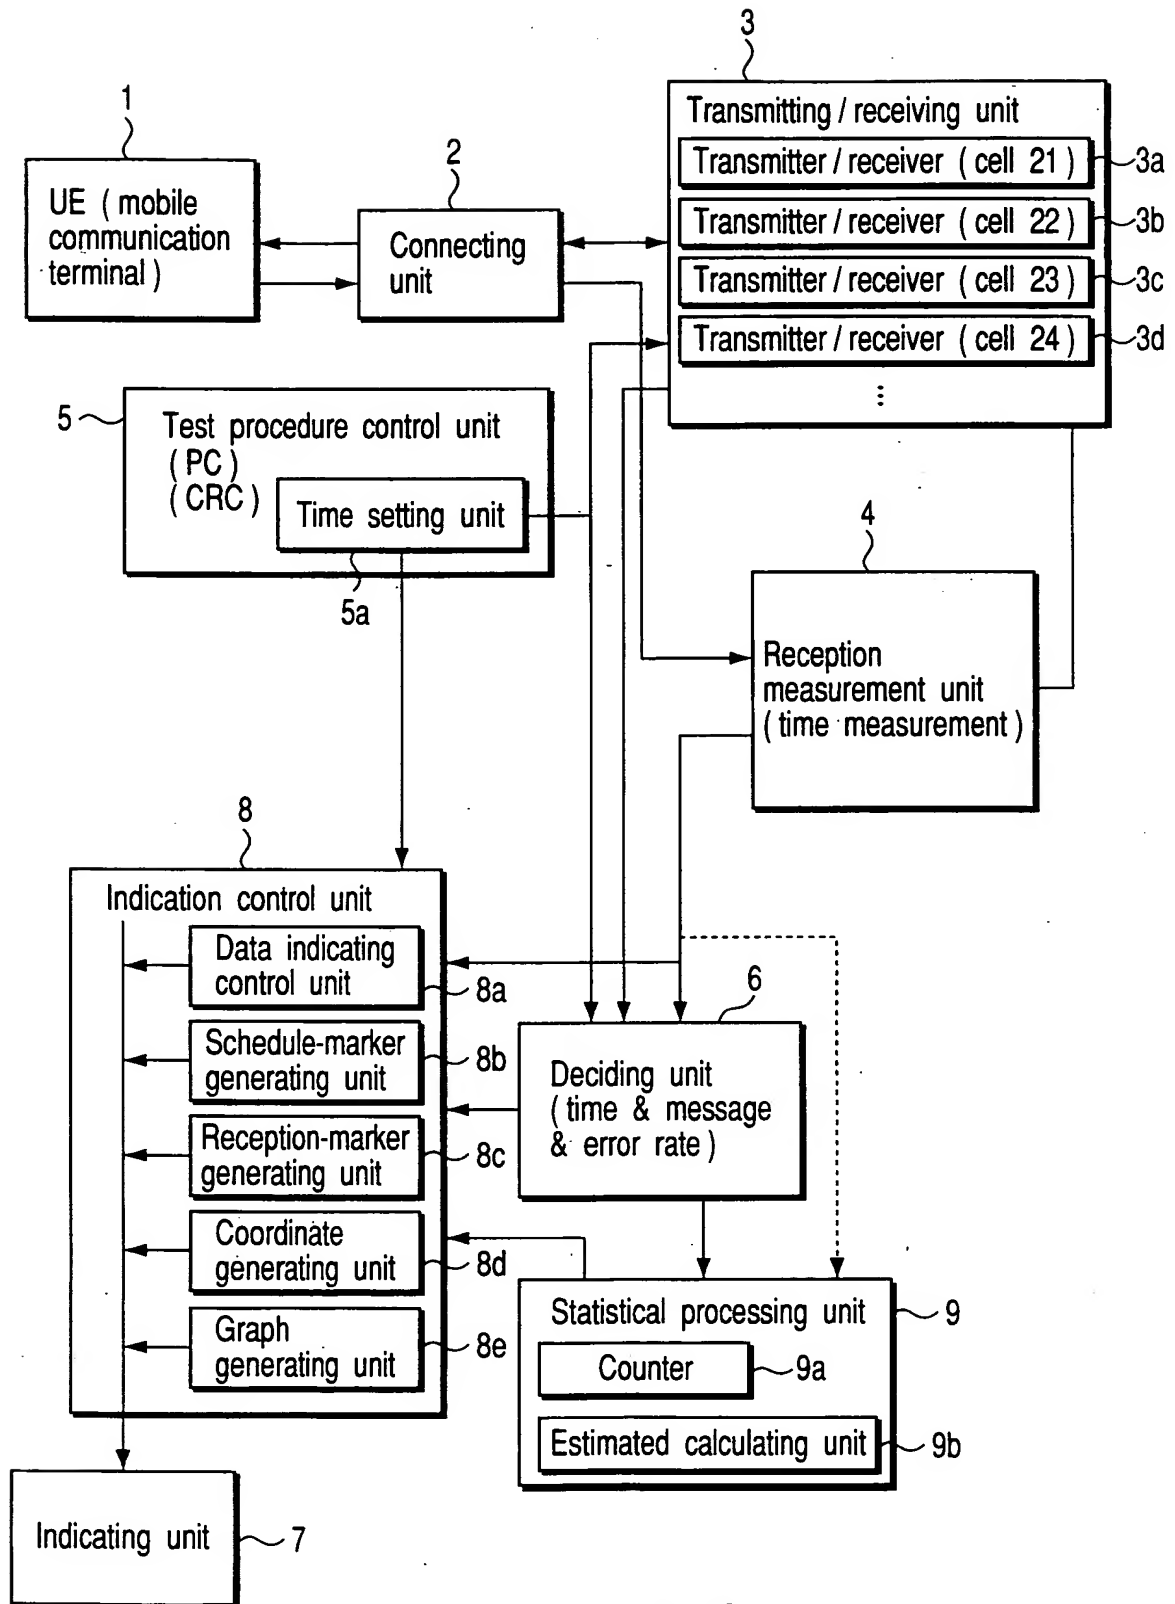 3
Transmitting / receiving unit
Transmitter / receiver ( cell 21 )
3a
Transmitter / receiver ( cell 22 )
3b
Transmitter / receiver ( cell 23 )
3c
Transmitter / receiver ( cell 24 )
3d
⋮
1
UE ( mobile
communication
terminal )
2
Connecting
unit
5
Test procedure control unit
( PC )
( CRC )
Time setting unit
5a
4
Reception
measurement unit
( time measurement )
8
Indication control unit
Data indicating
control unit
8a
Schedule-marker
generating unit
8b
Reception-marker
generating unit
8c
Coordinate
generating unit
8d
Graph
generating unit
8e
6
Deciding unit
( time & message
& error rate )
Statistical processing unit
9
Counter
9a
Estimated calculating unit
9b
Indicating unit
7